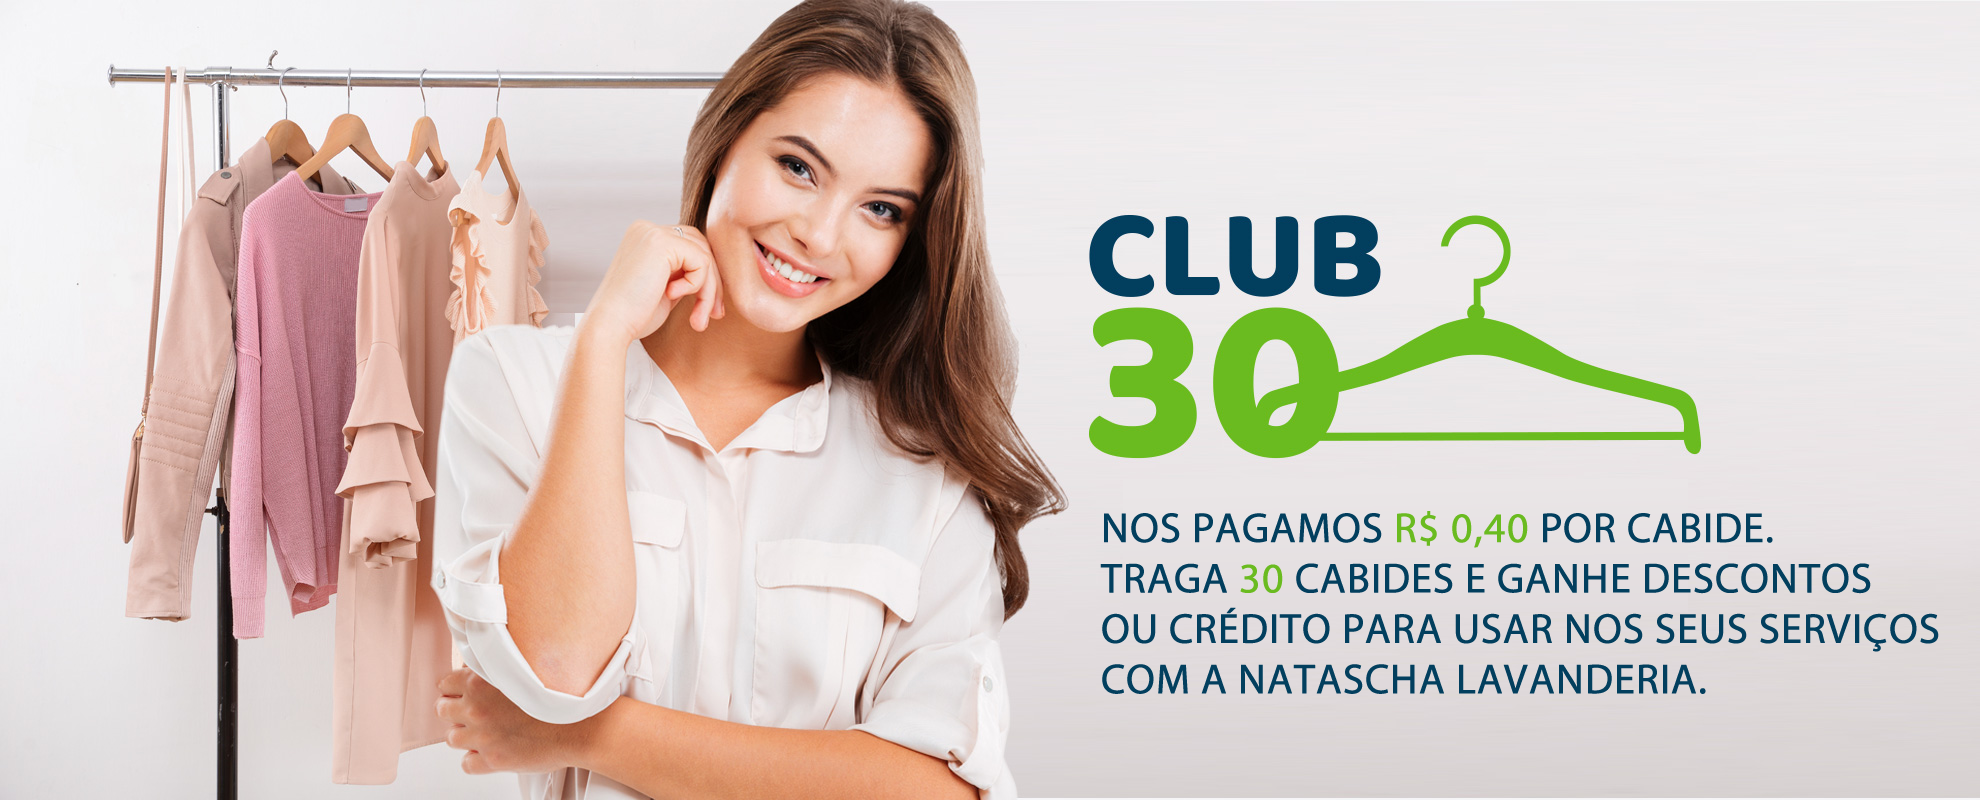 CLUB
30
NOS PAGAMOS R$ 0,40 POR CABIDE.
TRAGA 30 CABIDES E GANHE DESCONTOS
OU CRÉDITO PARA USAR NOS SEUS SERVIÇOS
COM A NATASCHA LAVANDERIA.